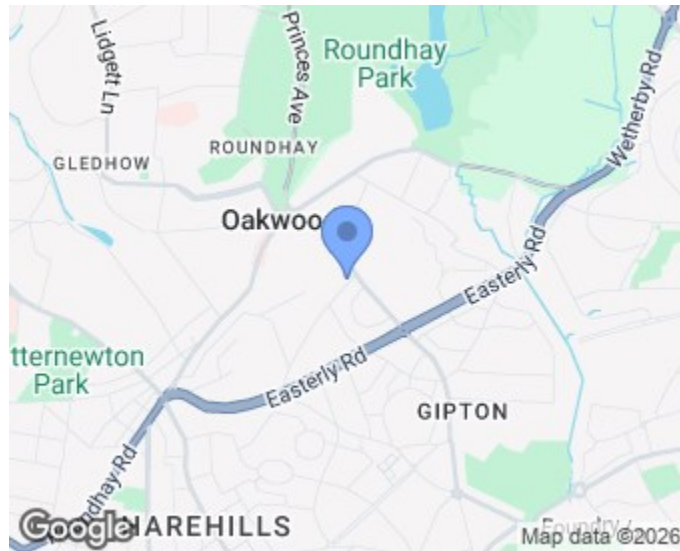 Lidgett Ln
Princes Ave
Roundhay
Park
Wetherby Rd
GLEDHOW
ROUNDHAY
Oakwoo
Easterly Rd
tternewton
Park
Easterly Rd
GIPTON
Roundhay Rd
HAREHILLS
Google
Map data ©2026